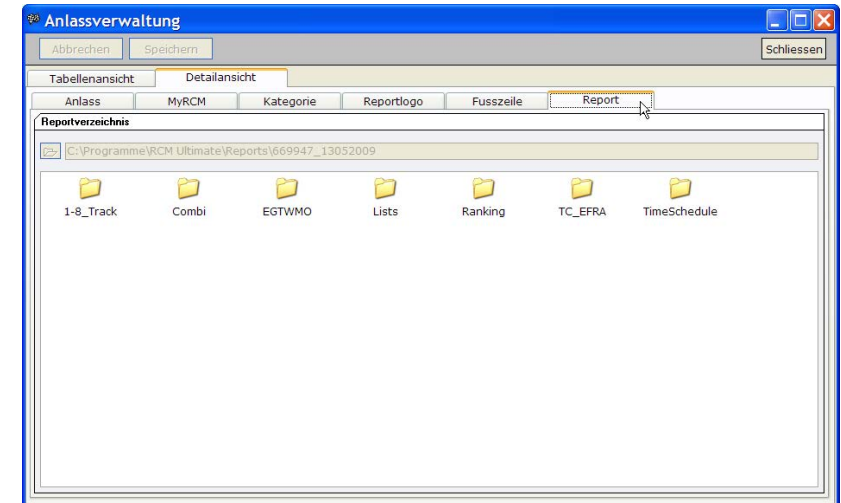 Anlassverwaltung
Abbrechen Speichern Schliessen
Tabellenansicht Detailansicht
Anlass MyRCM Kategorie Reportlogo Fusszeile Report
Reportverzeichnis
C:\Programme\RCM Ultimate\Reports\669947_13052009
1-8_Track Combi EGTWMO Lists Ranking TC_EFRA TimeSchedule